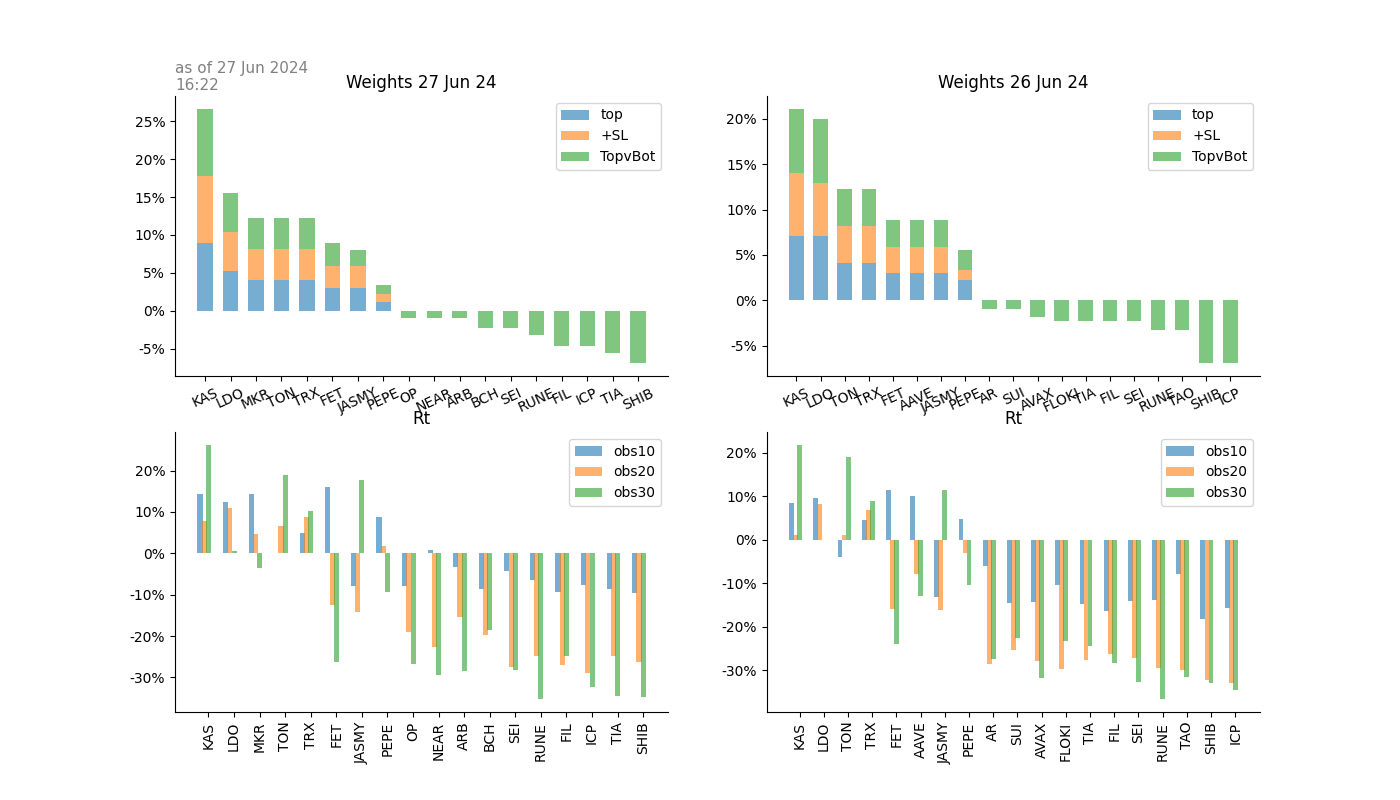 as of 27 Jun 2024
16:22
Weights 27 Jun 24
25%
20%
15%
10%
5%
0%
-5%
top
+SL
TopvBot
KAS LDO MKR TON TRX FET JASMY PEPE OP NEAR ARB BCH SEI RUNE FIL ICP TIA SHIB
Weights 26 Jun 24
20%
15%
10%
5%
0%
-5%
top
+SL
TopvBot
KAS LDO TON TRX FET AAVE JASMY PEPE AR SUI AVAX FLOKI TIA FIL SEI RUNE TAO SHIB ICP
Rt
20%
10%
0%
-10%
-20%
-30%
obs10
obs20
obs30
KAS LDO MKR TON TRX FET JASMY PEPE OP NEAR ARB BCH SEI RUNE FIL ICP TIA SHIB
Rt
20%
10%
0%
-10%
-20%
-30%
obs10
obs20
obs30
KAS LDO TON TRX FET AAVE JASMY PEPE AR SUI AVAX FLOKI TIA FIL SEI RUNE TAO SHIB ICP